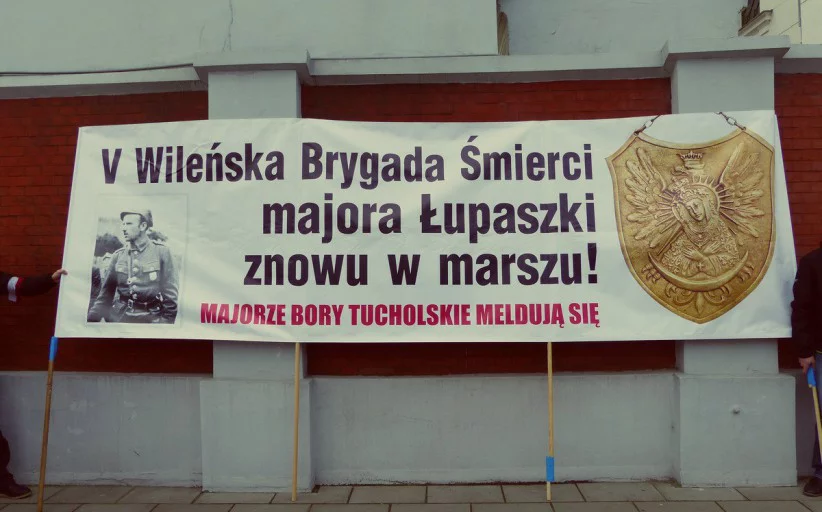 V Wileńska Brygada Śmierci
majora Łupaszki
znowu w marszu!
MAJORZE BORY TUCHOLSKIE MELDUJĄ SIĘ